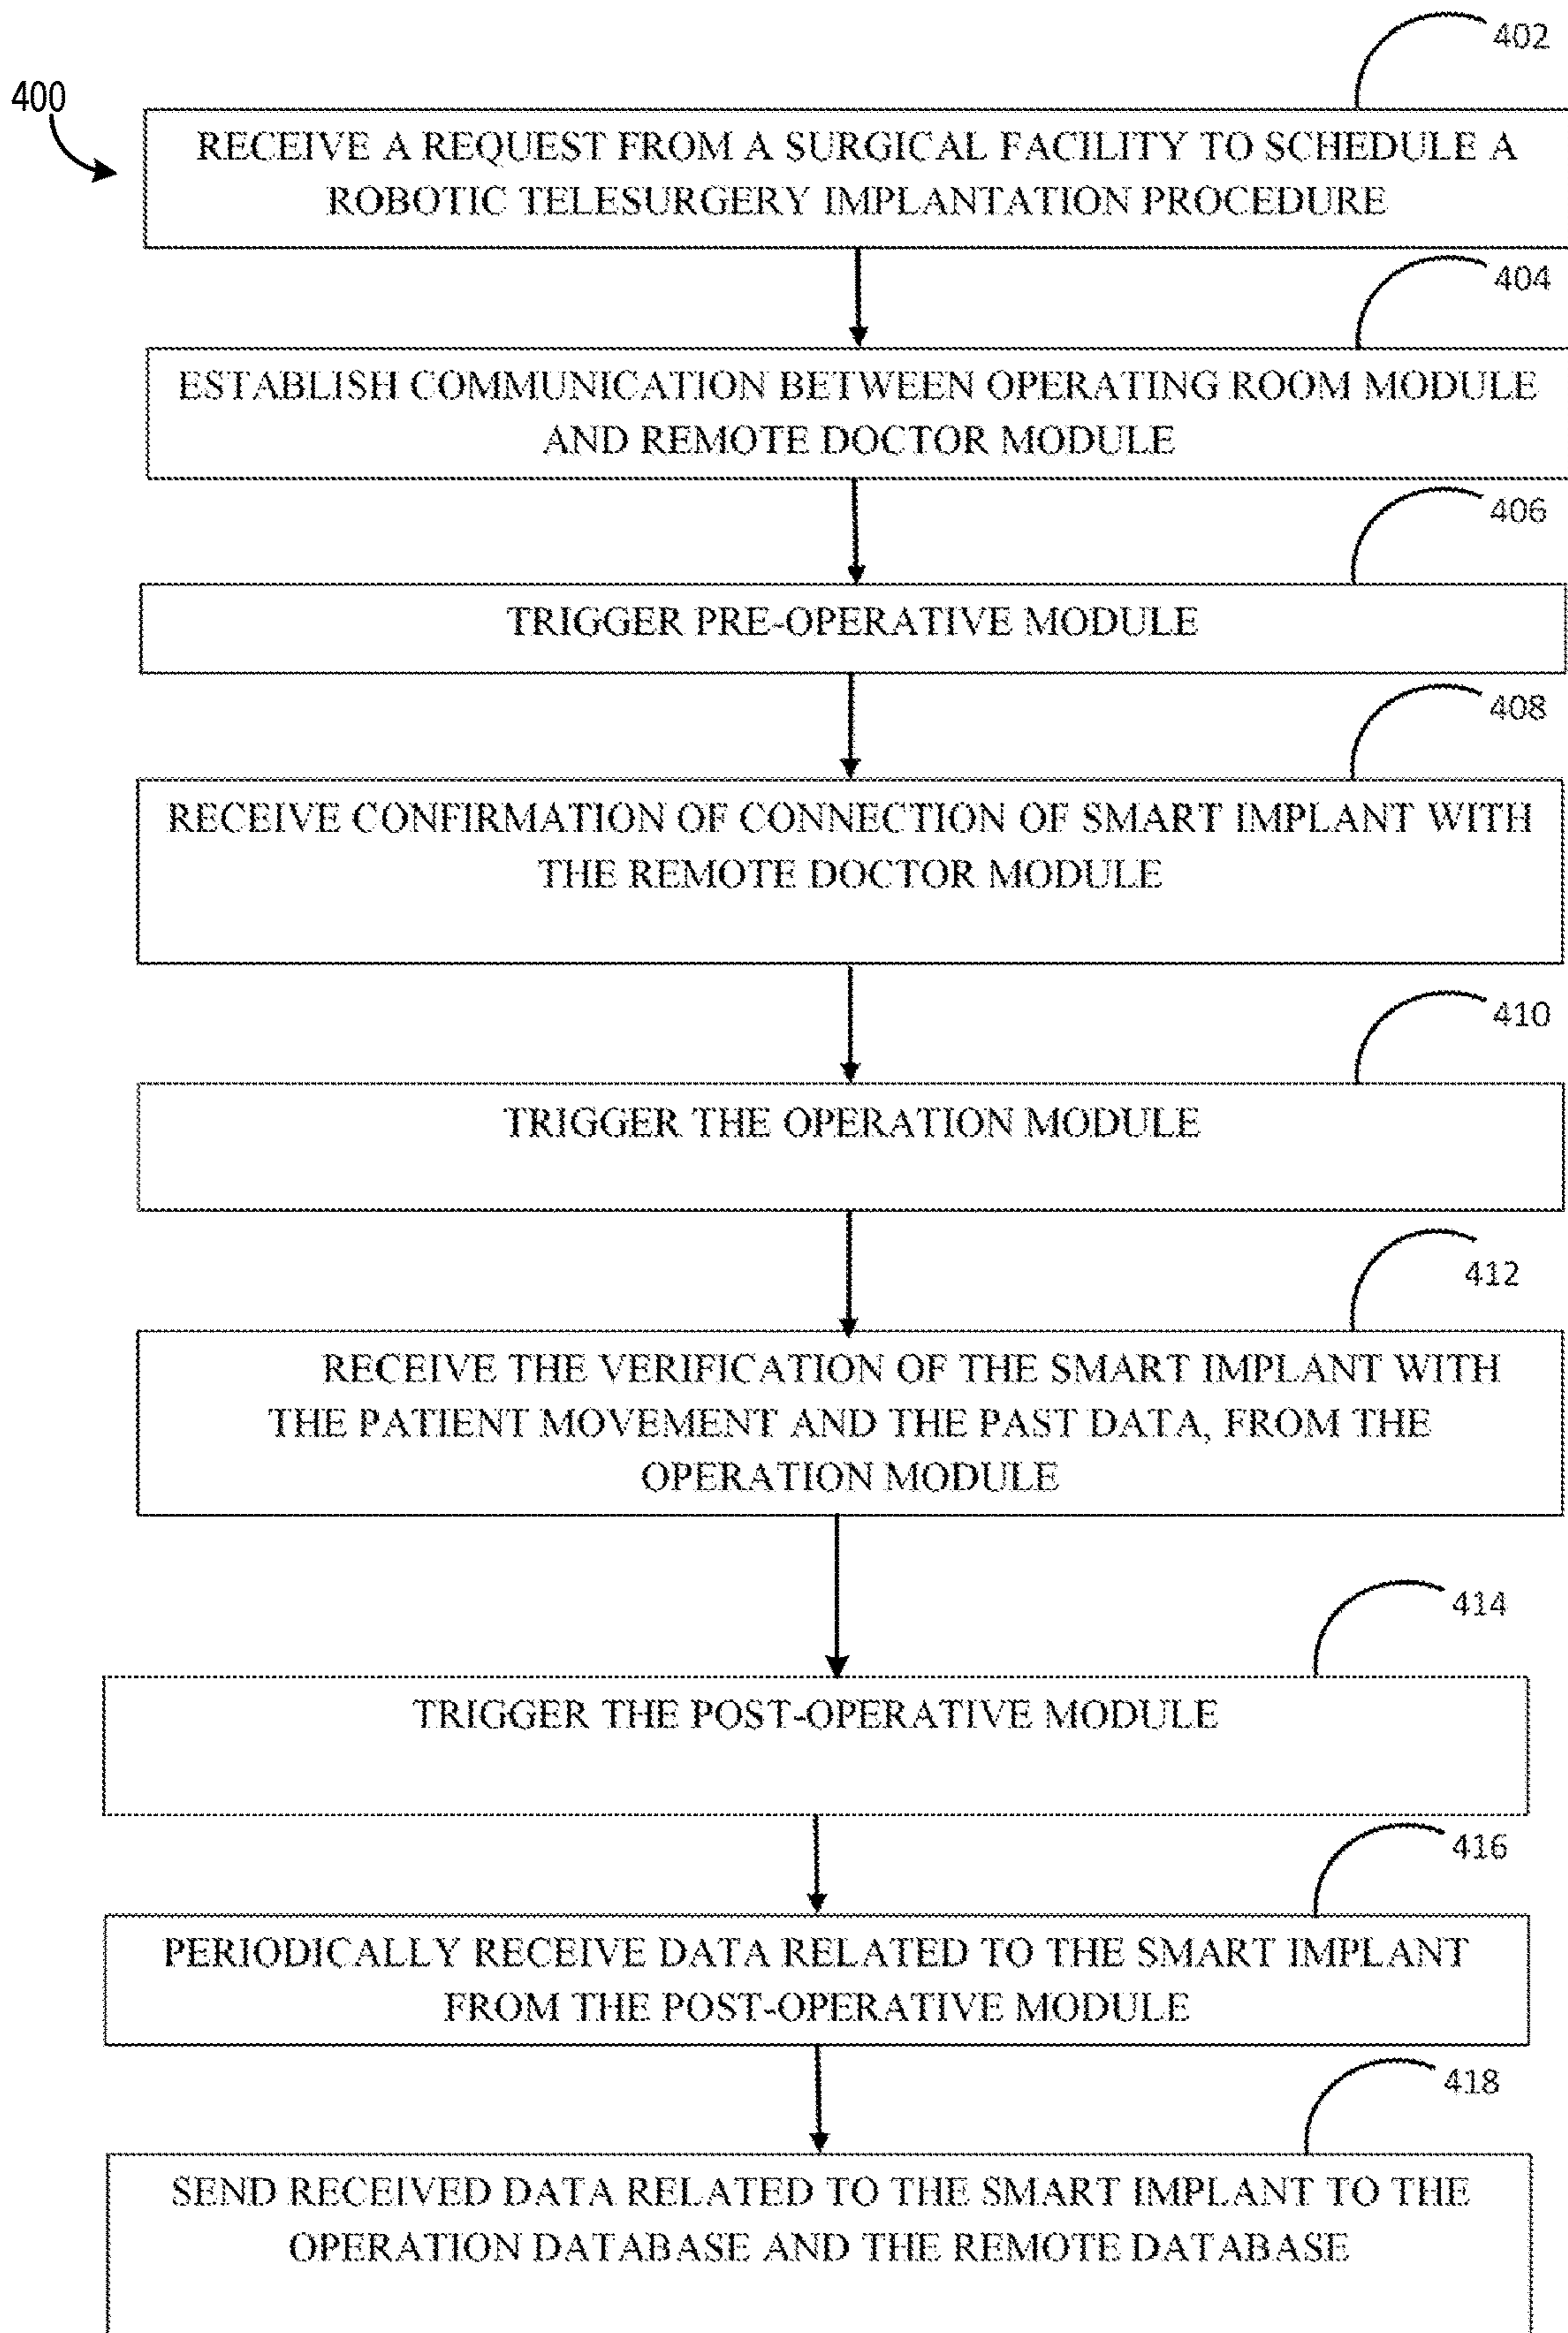 402
400
RECEIVE A REQUEST FROM A SURGICAL FACILITY TO SCHEDULE A
ROBOTIC TELESURGERY IMPLANTATION PROCEDURE
404
ESTABLISH COMMUNICATION BETWEEN OPERATING ROOM MODULE
AND REMOTE DOCTOR MODULE
406
TRIGGER PRE-OPERATIVE MODULE
408
RECEIVE CONFIRMATION OF CONNECTION OF SMART IMPLANT WITH
THE REMOTE DOCTOR MODULE
410
TRIGGER THE OPERATION MODULE
412
RECEIVE THE VERIFICATION OF THE SMART IMPLANT WITH
THE PATIENT MOVEMENT AND THE PAST DATA, FROM THE
OPERATION MODULE
414
TRIGGER THE POST-OPERATIVE MODULE
416
PERIODICALLY RECEIVE DATA RELATED TO THE SMART IMPLANT
FROM THE POST-OPERATIVE MODULE
418
SEND RECEIVED DATA RELATED TO THE SMART IMPLANT TO THE
OPERATION DATABASE AND THE REMOTE DATABASE